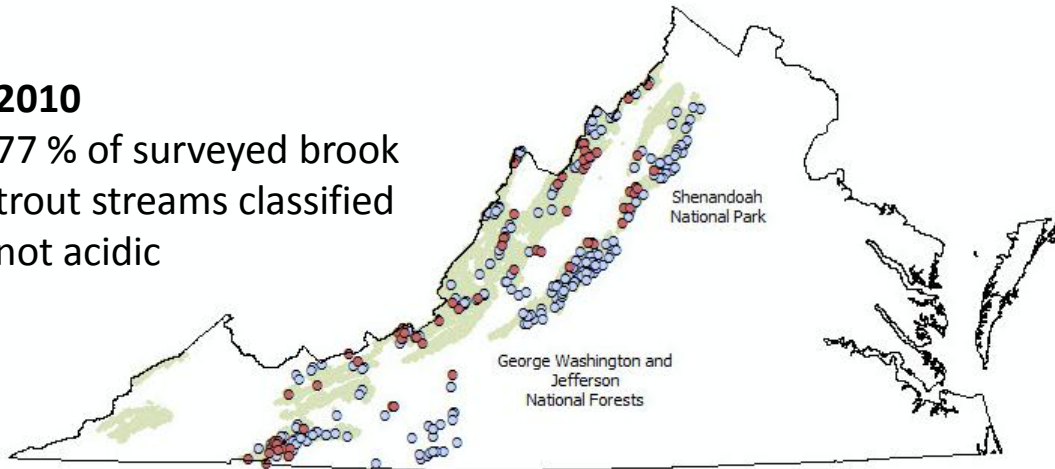 2010
77 % of surveyed brook
trout streams classified
not acidic
Shenandoah
National Park
George Washington and
Jefferson
National Forests